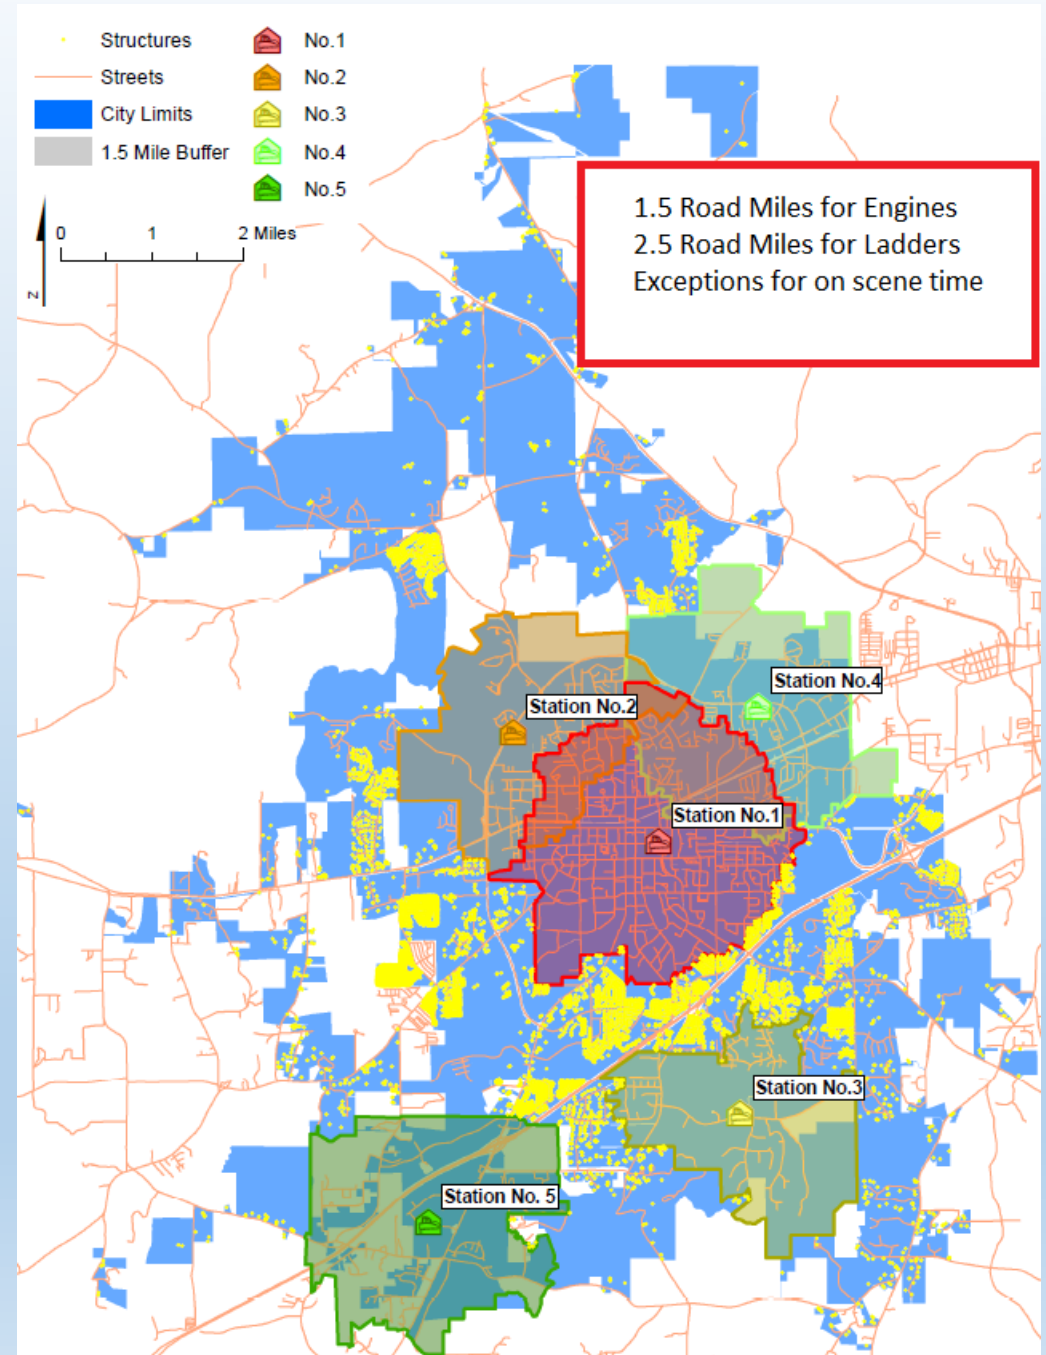 Structures
Streets
City Limits
1.5 Mile Buffer
No.1
No.2
No.3
No.4
No.5
N
0 1 2 Miles
1.5 Road Miles for Engines
2.5 Road Miles for Ladders
Exceptions for on scene time
Station No.4
Station No.2
Station No.1
Station No.3
Station No. 5